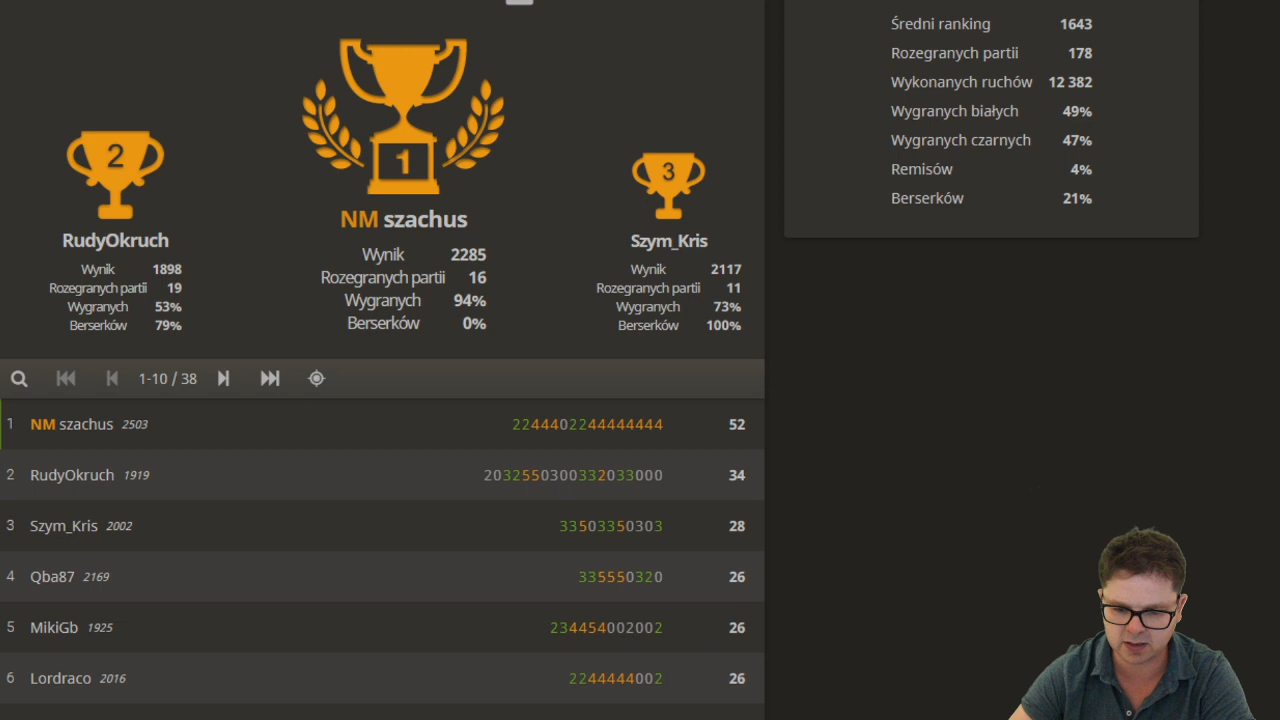 1
NM szachus
Wynik 2285
Rozegranych partii 16
Wygranych 94%
Berserków 0%
2
RudyOkruch
Wynik 1898
Rozegranych partii 19
Wygranych 53%
Berserków 79%
3
Szym_Kris
Wynik 2117
Rozegranych partii 11
Wygranych 73%
Berserków 100%
1-10 / 38
1 NM szachus 2503 2244402244444444 52
2 RudyOkruch 1919 2032550300332033000 34
3 Szym_Kris 2002 33503350303 28
4 Qba87 2169 335550320 26
5 MikiGb 1925 234454002002 26
6 Lordraco 2016 2244444002 26
Średni ranking 1643
Rozegranych partii 178
Wykonanych ruchów 12 382
Wygranych białych 49%
Wygranych czarnych 47%
Remisów 4%
Berserków 21%